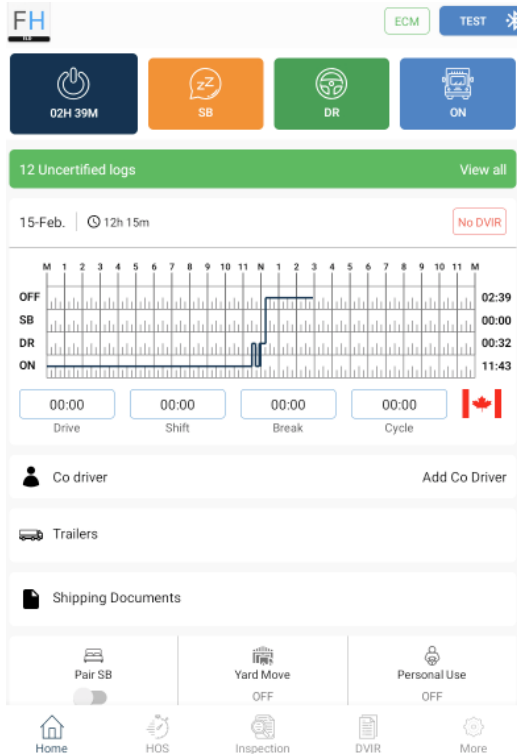 FH
ELD
ECM
TEST
02H 39M
SB
DR
ON
12 Uncertified logs View all
15-Feb. 12h 15m No DVIR
M 1 2 3 4 5 6 7 8 9 10 11 N 1 2 3 4 5 6 7 8 9 10 11 M
OFF 02:39
SB 00:00
DR 00:32
ON 11:43
00:00 00:00 00:00 00:00
Drive Shift Break Cycle
Co driver Add Co Driver
Trailers
Shipping Documents
Pair SB Yard Move Personal Use
OFF OFF
Home HOS Inspection DVIR More